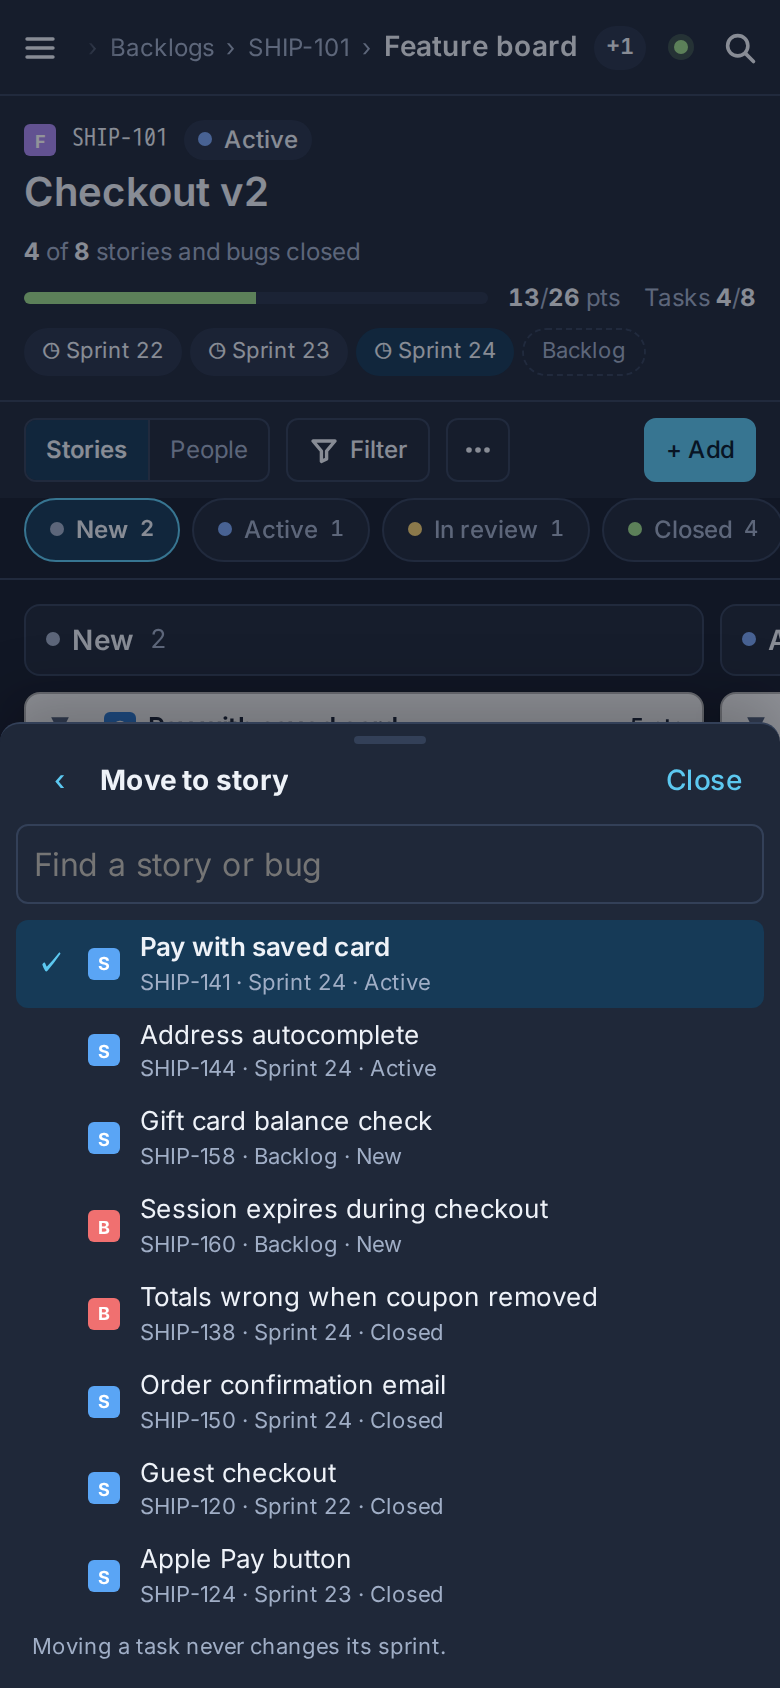 › Backlogs › SHIP-101 › Feature board +1
F SHIP-101 Active
Checkout v2
4 of 8 stories and bugs closed
13/26 pts Tasks 4/8
Sprint 22 Sprint 23 Sprint 24 Backlog
Stories People Filter ••• + Add
New 2 Active 1 In review 1 Closed 4
New 2
‹ Move to story Close
Find a story or bug
✓ S Pay with saved card
SHIP-141 · Sprint 24 · Active
S Address autocomplete
SHIP-144 · Sprint 24 · Active
S Gift card balance check
SHIP-158 · Backlog · New
B Session expires during checkout
SHIP-160 · Backlog · New
B Totals wrong when coupon removed
SHIP-138 · Sprint 24 · Closed
S Order confirmation email
SHIP-150 · Sprint 24 · Closed
S Guest checkout
SHIP-120 · Sprint 22 · Closed
S Apple Pay button
SHIP-124 · Sprint 23 · Closed
Moving a task never changes its sprint.